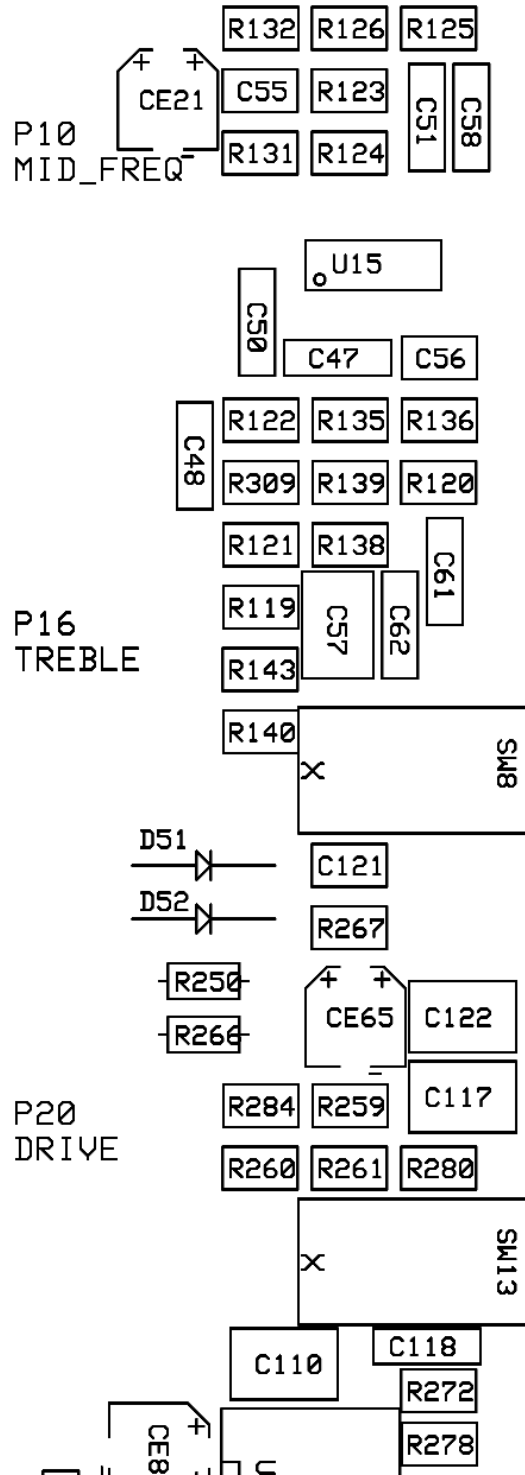 R132 R126 R125
+ +
CE21 C55 R123 C51 C58
P10
MID_FREQ
-
R131 R124
U15
C50
C47 C56
R122 R135 R136
C48
R309 R139 R120
R121 R138
C61
P16
TREBLE
R119 C57 C62
R143
R140
SW8
D51
C121
D52
R267
R250
+ +
CE65 C122
R266
-
C117
P20
DRIVE
R284 R259
R260 R261 R280
SW13
C110 C118
R272
+
CE8
R278